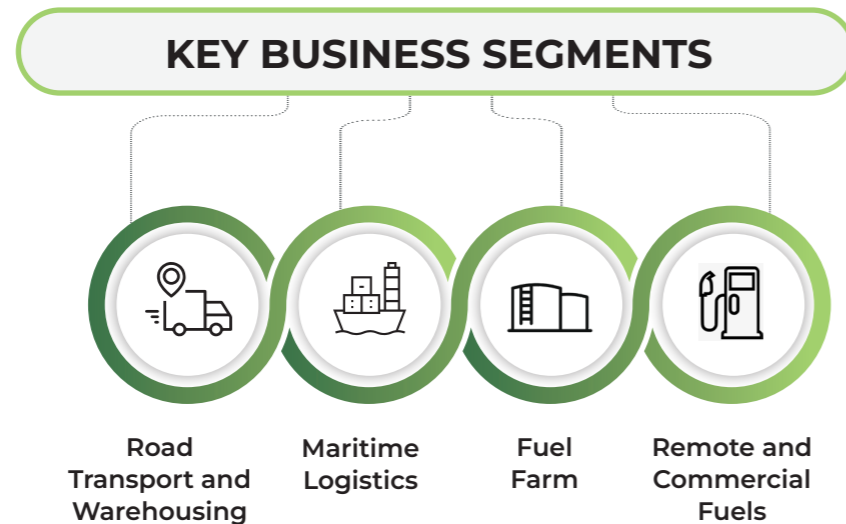 KEY BUSINESS SEGMENTS
Road
Transport and
Warehousing
Maritime
Logistics
Fuel
Farm
Remote and
Commercial
Fuels